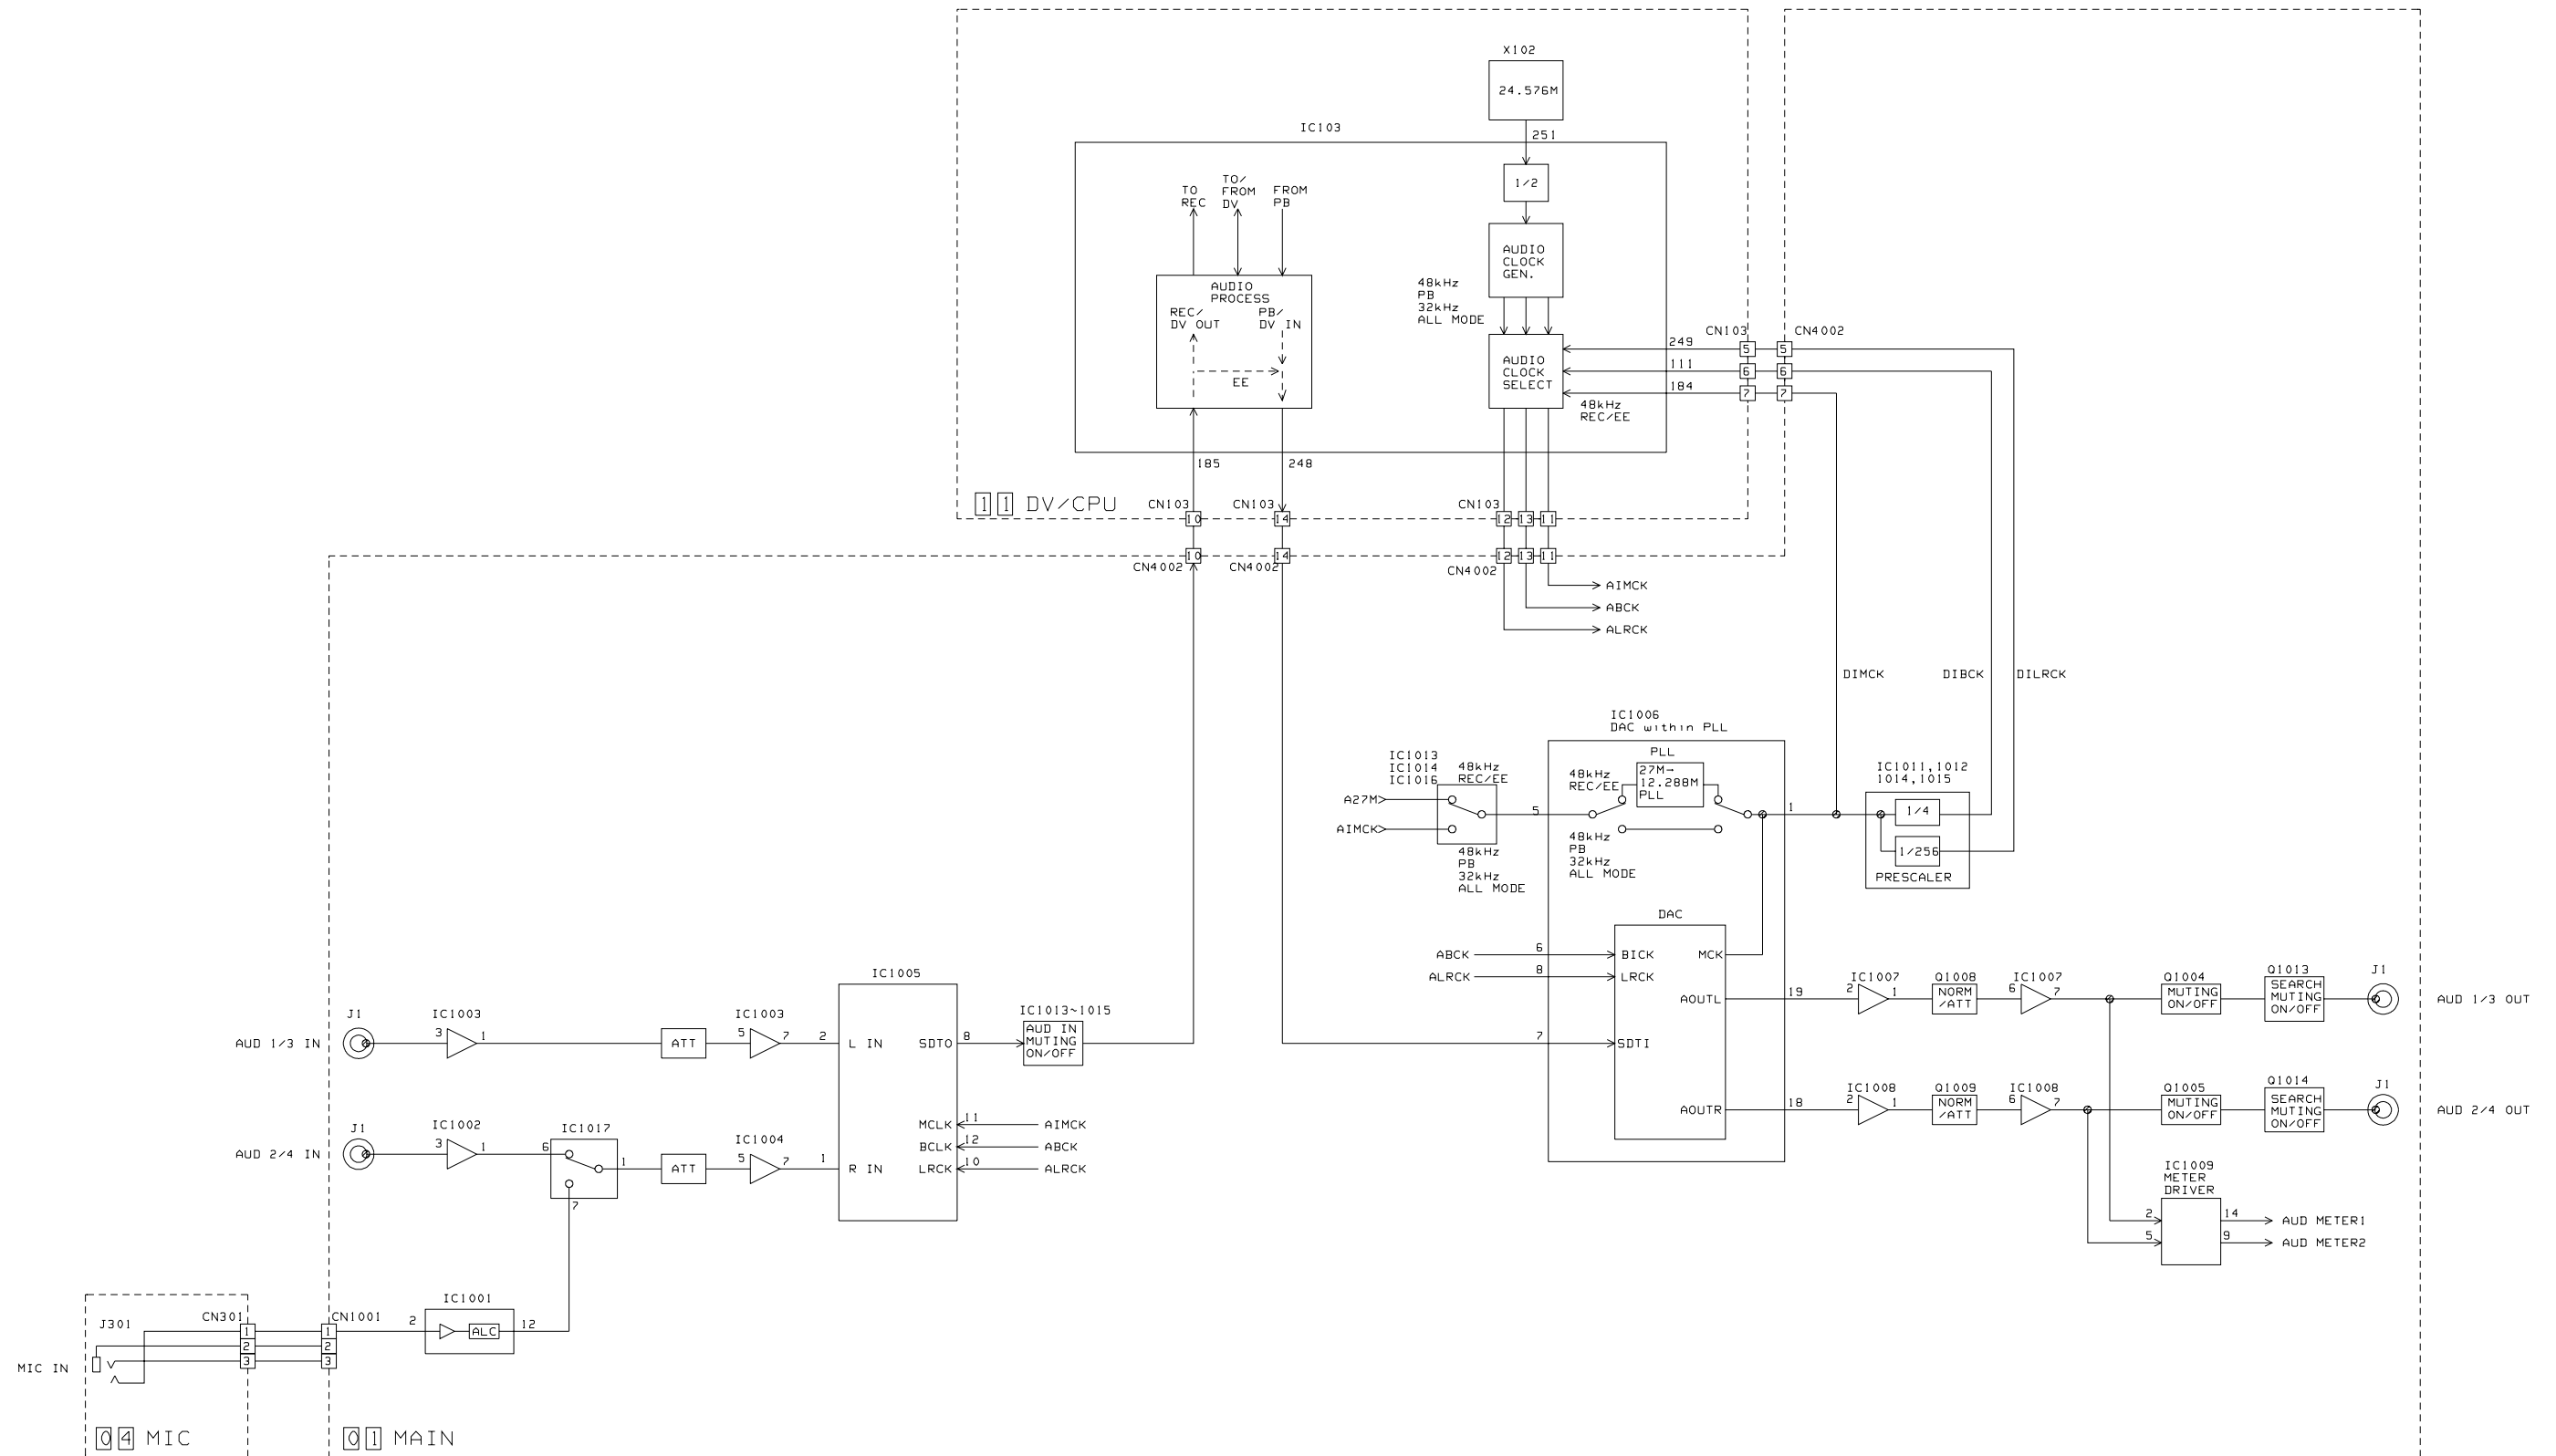 X102
24.576M
IC103
251
1/2
TO
REC
TO/
FROM
DV
FROM
PB
AUDIO
CLOCK
GEN.
AUDIO
PROCESS
REC/
DV OUT
PB/
DV IN
EE
48kHz
PB
32kHz
ALL MODE
AUDIO
CLOCK
SELECT
249
111
184
48kHz
REC/EE
CN103
CN4002
5
5
6
6
7
7
185
248
11 DV/CPU
CN103
10
CN103
14
CN103
12
13
11
10
14
12
13
11
CN4002
CN4002
CN4002
AIMCK
ABCK
ALRCK
DIMCK
DIBCK
DILRCK
IC1006
DAC within PLL
IC1013
IC1014
IC1016
48kHz
REC/EE
A27M
AIMCK
48kHz
PB
32kHz
ALL MODE
5
PLL
48kHz
REC/EE
27M→
12.288M
PLL
48kHz
PB
32kHz
ALL MODE
1
IC1011,1012
1014,1015
1/4
1/256
PRESCALER
DAC
ABCK
6
BICK
MCK
ALRCK
8
LRCK
AOUTL
19
7
SDTI
AOUTR
18
IC1007
2
1
Q1008
NORM
/ATT
IC1007
6
7
Q1004
MUTING
ON/OFF
Q1013
SEARCH
MUTING
ON/OFF
J1
AUD 1/3 OUT
IC1008
2
1
Q1009
NORM
/ATT
IC1008
6
7
Q1005
MUTING
ON/OFF
Q1014
SEARCH
MUTING
ON/OFF
J1
AUD 2/4 OUT
IC1009
METER
DRIVER
2
14
AUD METER1
5
9
AUD METER2
AUD 1/3 IN
J1
IC1003
3
1
ATT
IC1003
5
7
2
IC1005
L IN
SDTO
8
IC1013~1015
AUD IN
MUTING
ON/OFF
AUD 2/4 IN
J1
IC1002
3
1
IC1017
6
1
7
ATT
IC1004
5
7
1
R IN
MCLK
11
AIMCK
BCLK
12
ABCK
LRCK
10
ALRCK
IC1001
2
ALC
12
J301
CN301
CN1001
1
1
2
2
3
3
MIC IN
04 MIC
01 MAIN